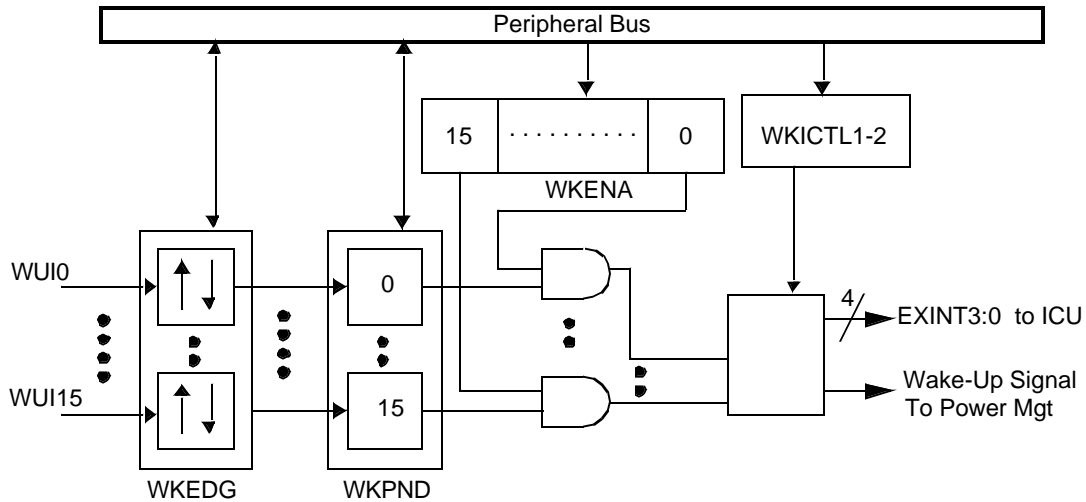 Peripheral Bus
15 . . . . . . . . . . 0
WKICTL1-2
WKENA
WUI0
0
4
EXINT3:0 to ICU
WUI15
15
Wake-Up Signal
To Power Mgt
WKEDG
WKPND